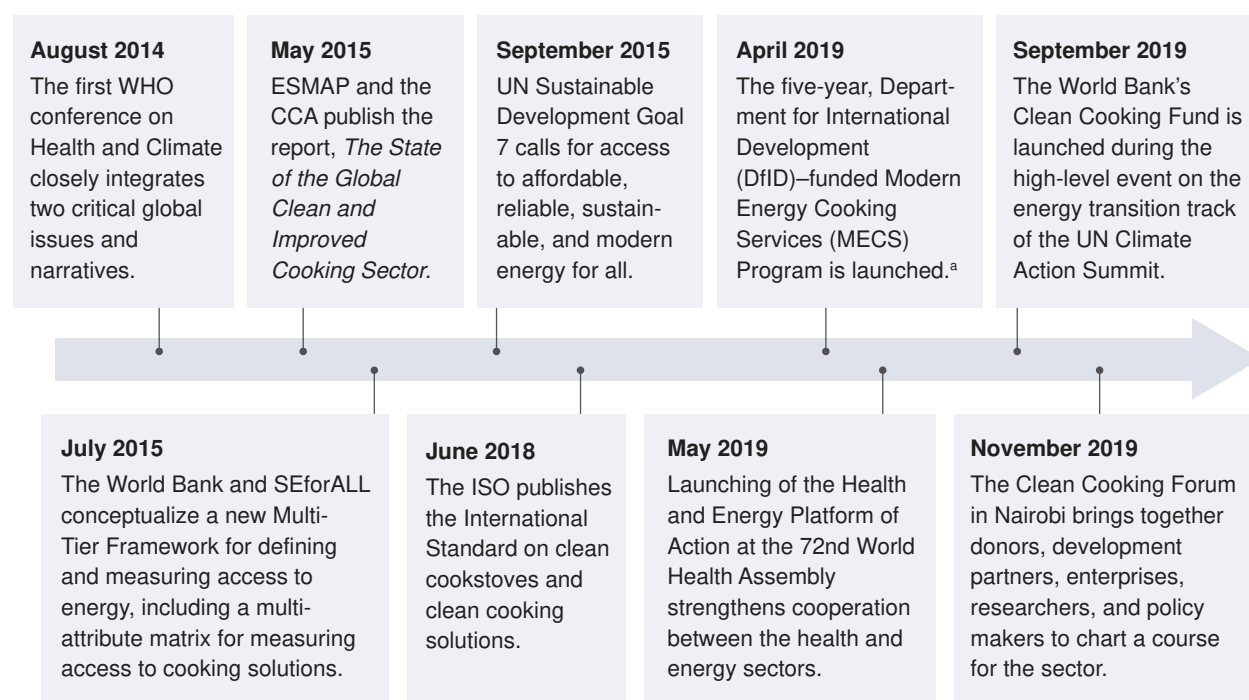 August 2014
The first WHO
conference on
Health and Climate
closely integrates
two critical global
issues and
narratives.
May 2015
ESMAP and the
CCA publish the
report, The State
of the Global
Clean and
Improved
Cooking Sector.
September 2015
UN Sustainable
Development Goal
7 calls for access
to affordable,
reliable, sustain-
able, and modern
energy for all.
April 2019
The five-year, Depart-
ment for International
Development
(DfID)–funded Modern
Energy Cooking
Services (MECS)
Program is launched.ᵃ
September 2019
The World Bank’s
Clean Cooking Fund is
launched during the
high-level event on the
energy transition track
of the UN Climate
Action Summit.
July 2015
The World Bank and SEforALL
conceptualize a new Multi-
Tier Framework for defining
and measuring access to
energy, including a multi-
attribute matrix for measuring
access to cooking solutions.
June 2018
The ISO publishes
the International
Standard on clean
cookstoves and
clean cooking
solutions.
May 2019
Launching of the Health
and Energy Platform of
Action at the 72nd World
Health Assembly
strengthens cooperation
between the health and
energy sectors.
November 2019
The Clean Cooking Forum
in Nairobi brings together
donors, development
partners, enterprises,
researchers, and policy
makers to chart a course
for the sector.